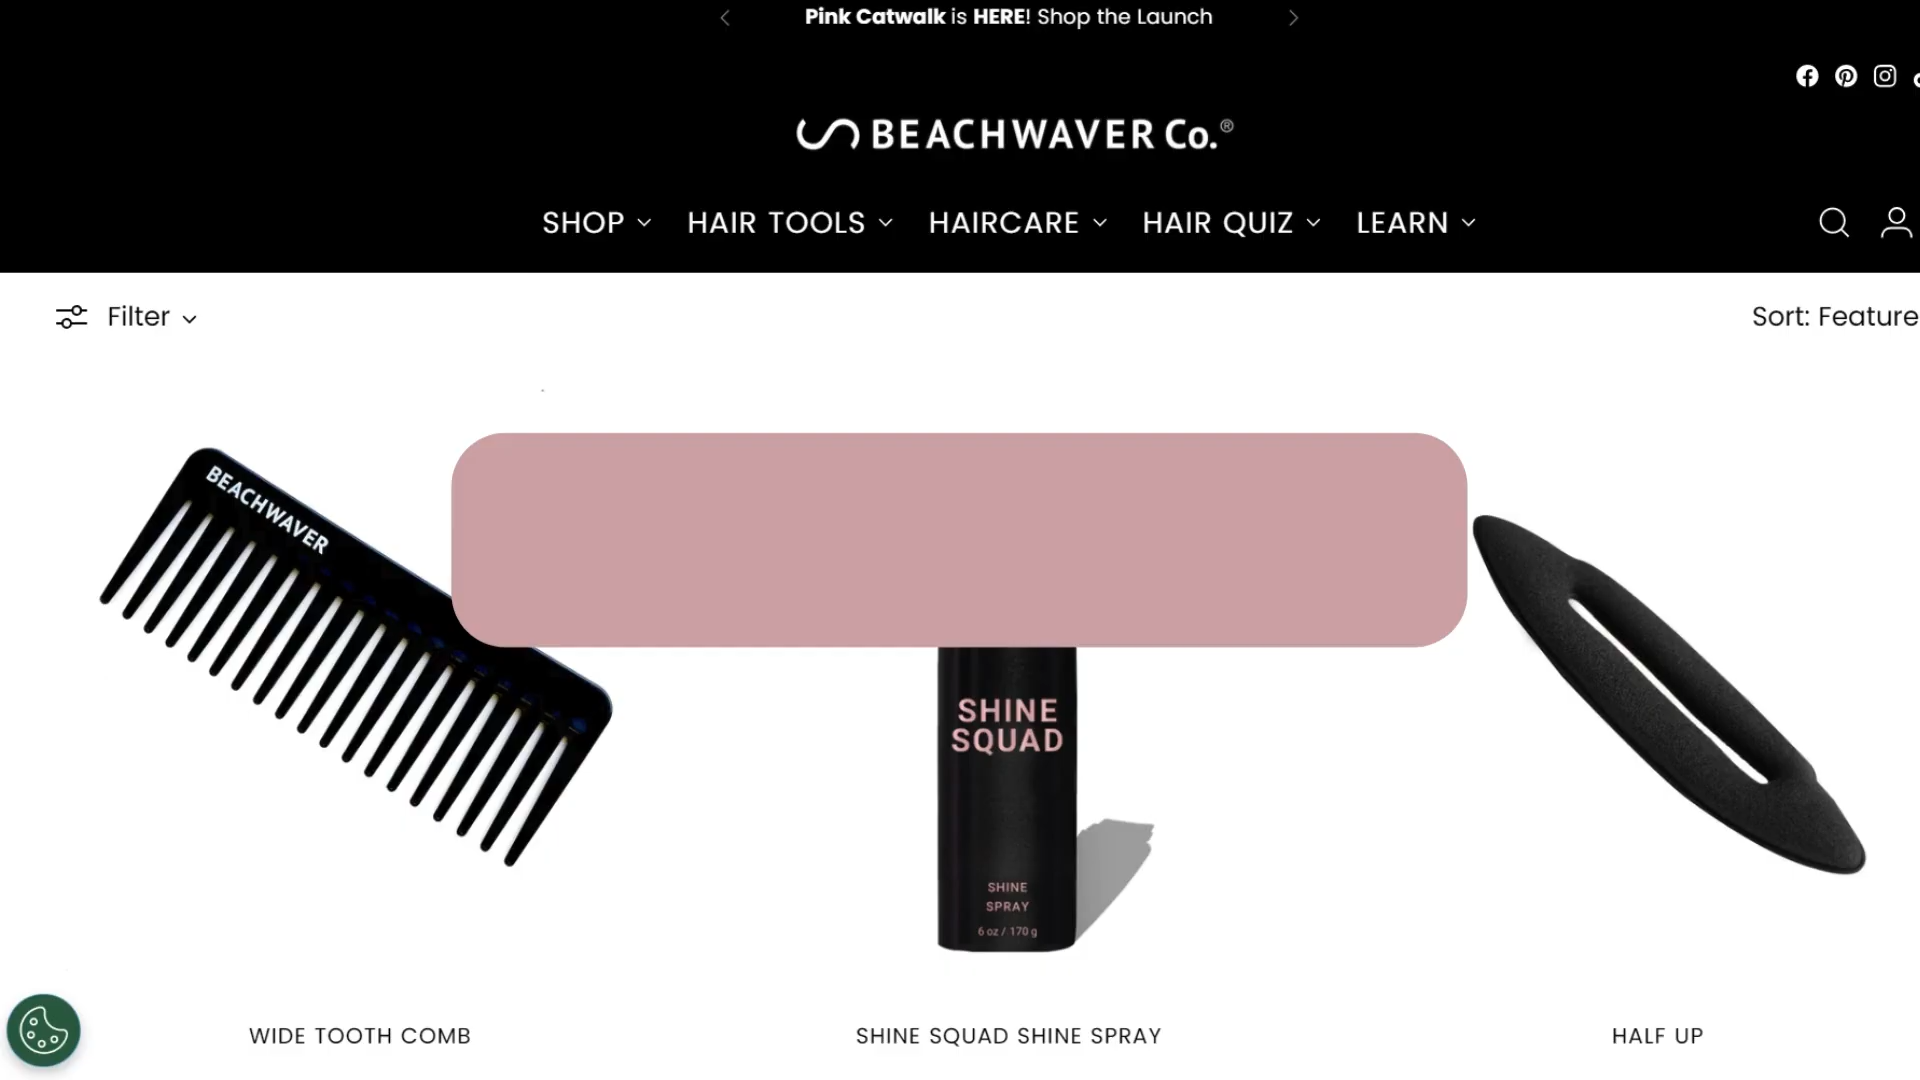 Pink Catwalk is HERE! Shop the Launch
BEACHWAVER Co.®
SHOP HAIR TOOLS HAIRCARE HAIR QUIZ LEARN
Filter
Sort: Feature
BEACHWAVER
SHINE
SQUAD
SHINE
SPRAY
6 oz / 170 g
WIDE TOOTH COMB
SHINE SQUAD SHINE SPRAY
HALF UP